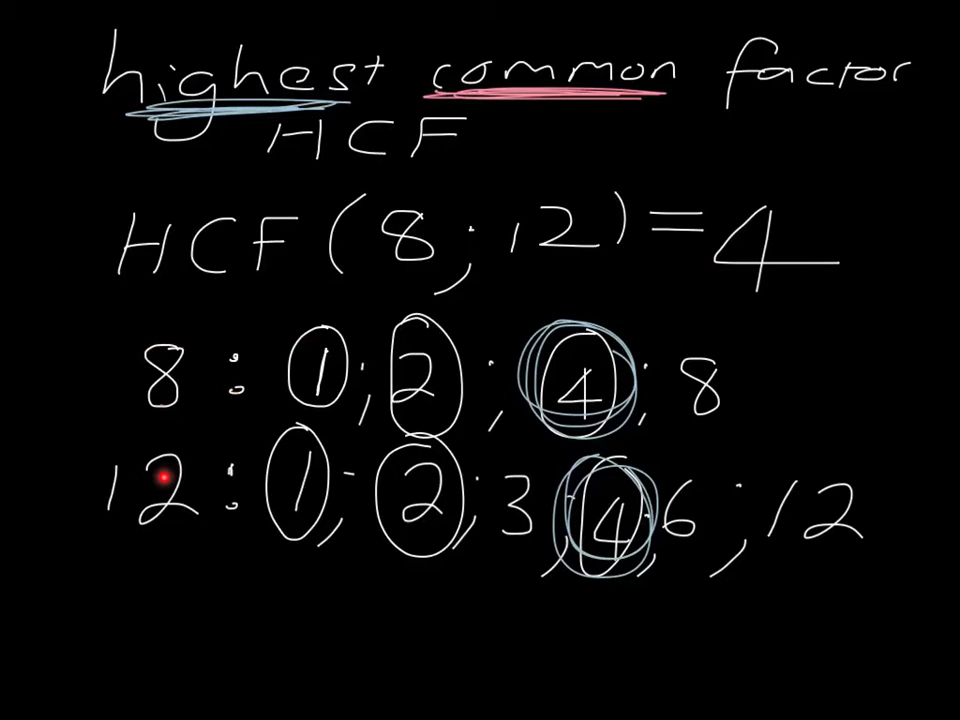 highest common factor
HCF
HCF(8;12)=4
8:1;2;4;8
12:1;2;3;4;6;12